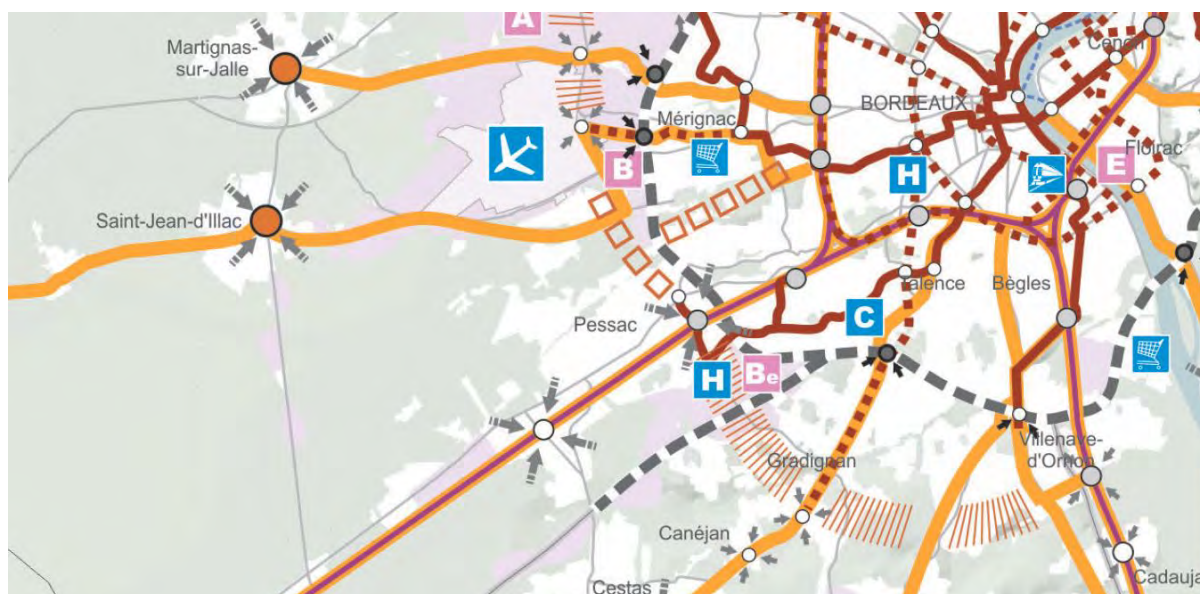 A
Martignas-
sur-Jalle
Cenon
BORDEAUX
Mérignac
Floirac
B
H
E
Saint-Jean-d'Illac
Talence
Bègles
Pessac
C
H
Be
Villenave-
d'Ornon
Gradignan
Canéjan
Cestas
Cadauja